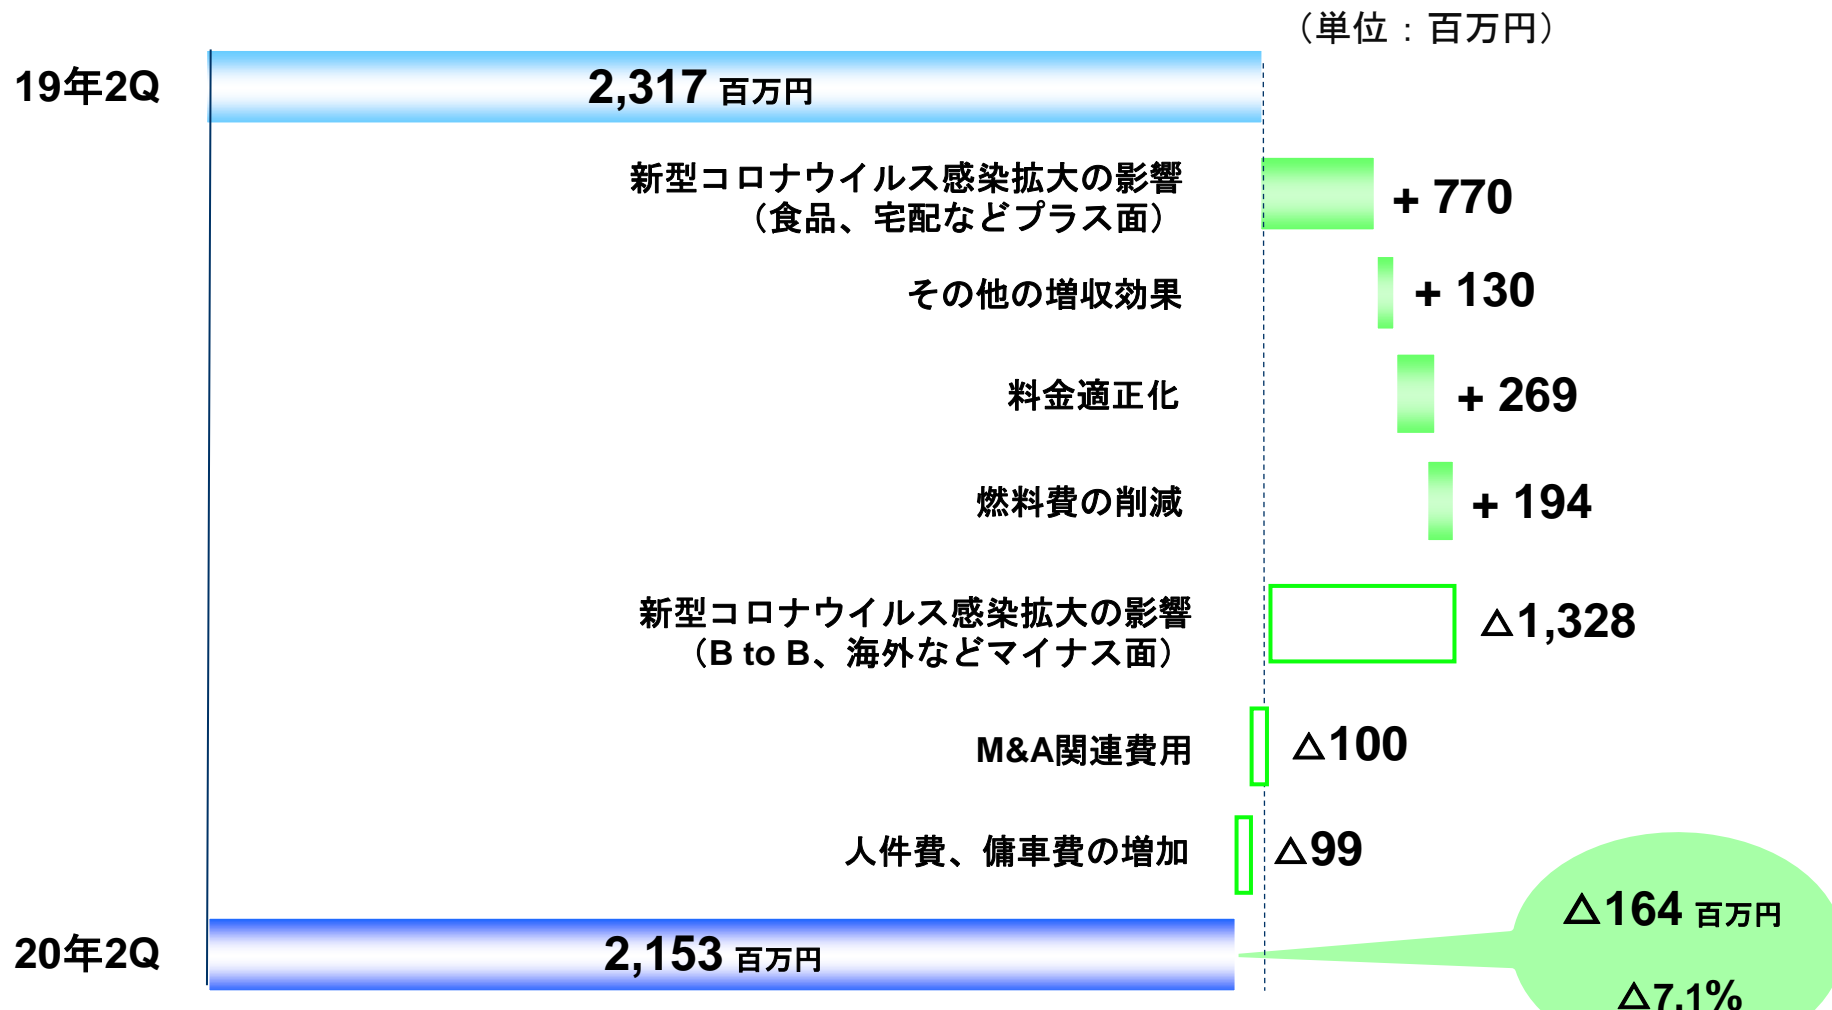 （単位：百万円）
19年2Q
2,317 百万円
新型コロナウイルス感染拡大の影響
（食品、宅配などプラス面）
+ 770
その他の増収効果
+ 130
料金適正化
+ 269
燃料費の削減
+ 194
新型コロナウイルス感染拡大の影響
（B to B、海外などマイナス面）
△1,328
M&A関連費用
△100
人件費、傭車費の増加
△99
20年2Q
2,153 百万円
△164 百万円
△7.1%